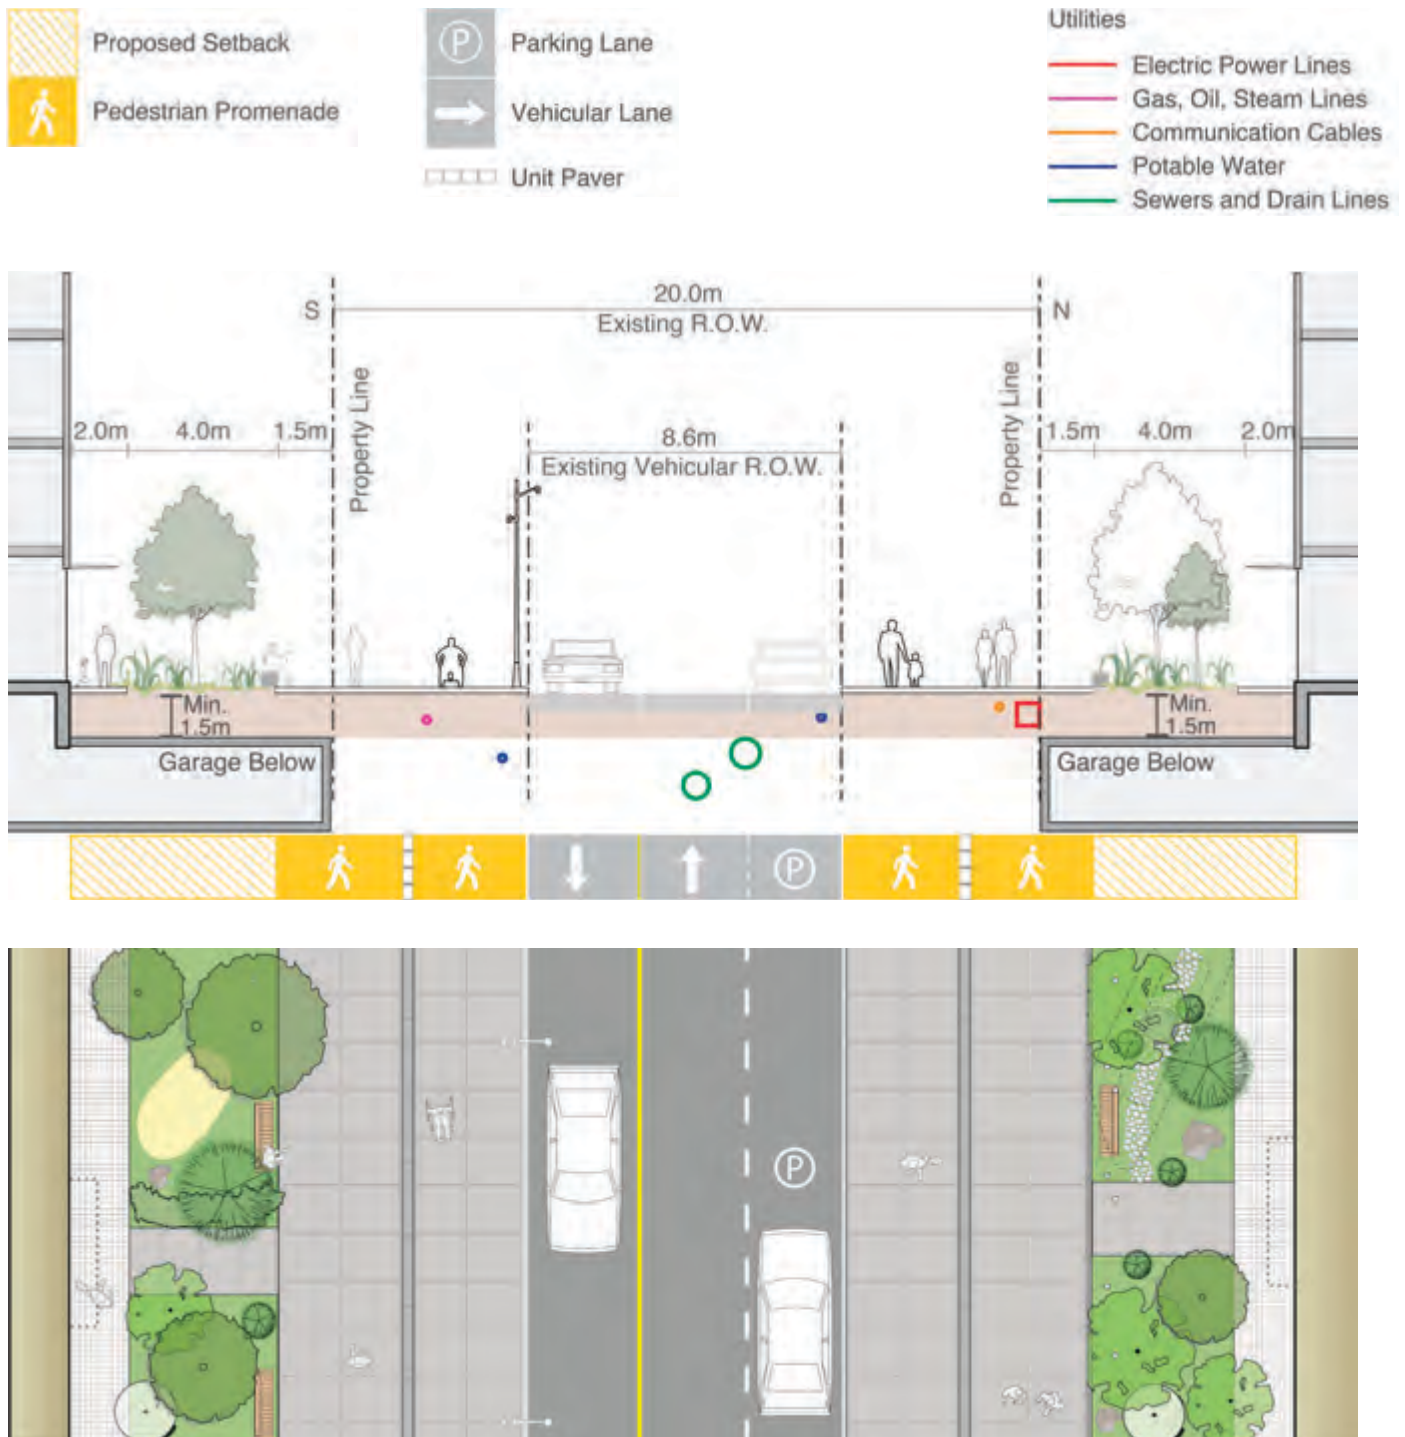 Proposed Setback
Pedestrian Promenade
P
Parking Lane
Vehicular Lane
Unit Paver
Utilities
Electric Power Lines
Gas, Oil, Steam Lines
Communication Cables
Potable Water
Sewers and Drain Lines
S
20.0m
N
Existing R.O.W.
Property Line
Property Line
2.0m
4.0m
1.5m
8.6m
1.5m
4.0m
2.0m
Existing Vehicular R.O.W.
Min.
1.5m
Min.
1.5m
Garage Below
Garage Below
P
P